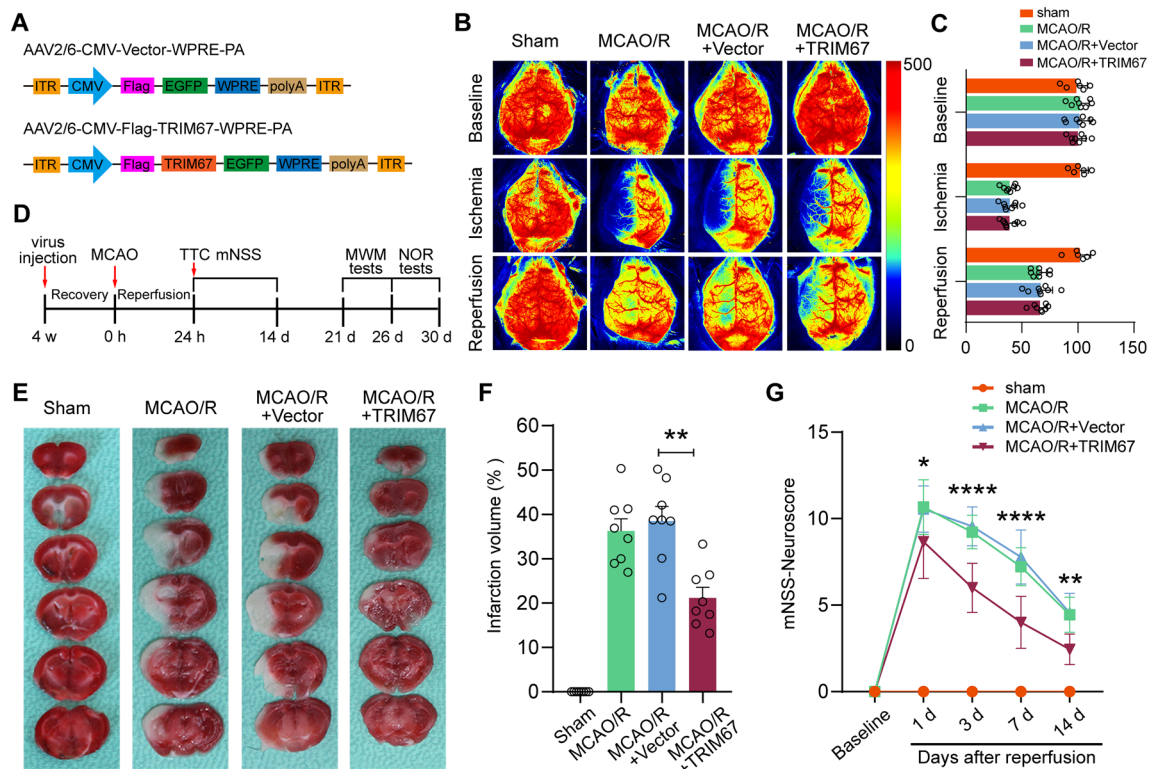 A
AAV2/6-CMV-Vector-WPRE-PA
ITR CMV Flag EGFP WPRE polyA ITR
AAV2/6-CMV-Flag-TRIM67-WPRE-PA
ITR CMV Flag TRIM67 EGFP WPRE polyA ITR
B
Sham
MCAO/R
MCAO/R
+Vector
MCAO/R
+TRIM67
Baseline
Ischemia
Reperfusion
500
0
C
sham
MCAO/R
MCAO/R+Vector
MCAO/R+TRIM67
Baseline
Ischemia
Reperfusion
0 50 100 150
D
virus
injection
MCAO
TTC mNSS
MWM
tests
NOR
tests
Recovery
Reperfusion
4 w 0 h 24 h 14 d 21 d 26 d 30 d
E
Sham
MCAO/R
MCAO/R
+Vector
MCAO/R
+TRIM67
F
Infarction volume (%)
60
50
40
30
20
10
0
**
Sham
MCAO/R
MCAO/R
+Vector
MCAO/R
+TRIM67
G
sham
MCAO/R
MCAO/R+Vector
MCAO/R+TRIM67
mNSS-Neuroscore
15
10
5
0
*
****
****
**
Baseline 1 d 3 d 7 d 14 d
Days after reperfusion